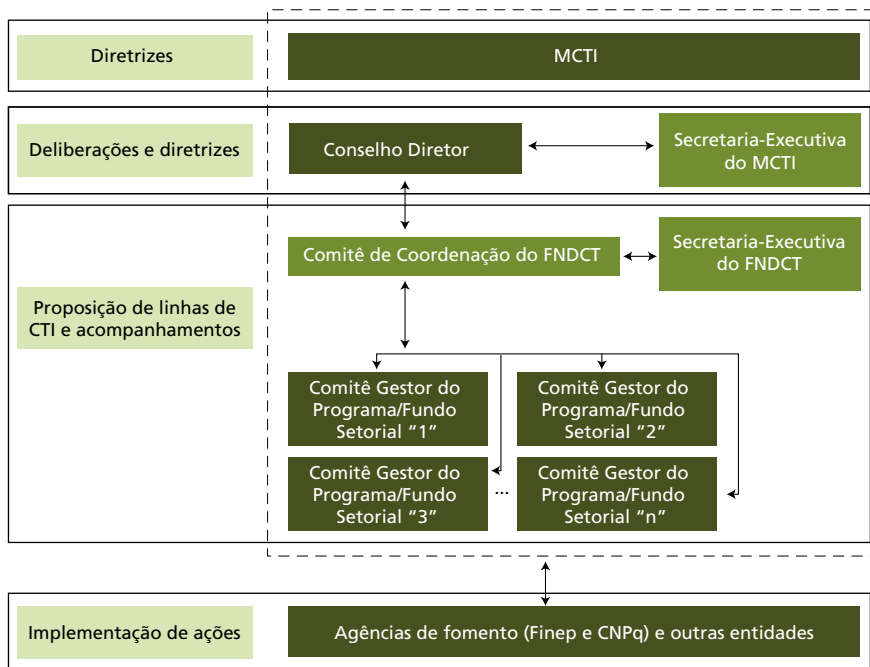 Diretrizes
MCTI
Deliberações e diretrizes
Conselho Diretor
Secretaria-Executiva
do MCTI
Proposição de linhas de
CTI e acompanhamentos
Comitê de Coordenação do FNDCT
Secretaria-Executiva
do FNDCT
Comitê Gestor do
Programa/Fundo
Setorial “1”
Comitê Gestor do
Programa/Fundo
Setorial “2”
Comitê Gestor do
Programa/Fundo
Setorial “3”
...
Comitê Gestor do
Programa/Fundo
Setorial “n”
Implementação de ações
Agências de fomento (Finep e CNPq) e outras entidades